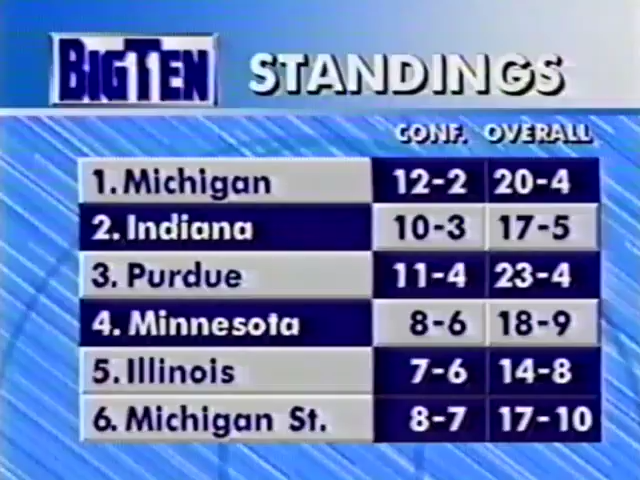 BIG TEN STANDINGS
CONF. OVERALL
1. Michigan 12-2 20-4
2. Indiana 10-3 17-5
3. Purdue 11-4 23-4
4. Minnesota 8-6 18-9
5. Illinois 7-6 14-8
6. Michigan St. 8-7 17-10